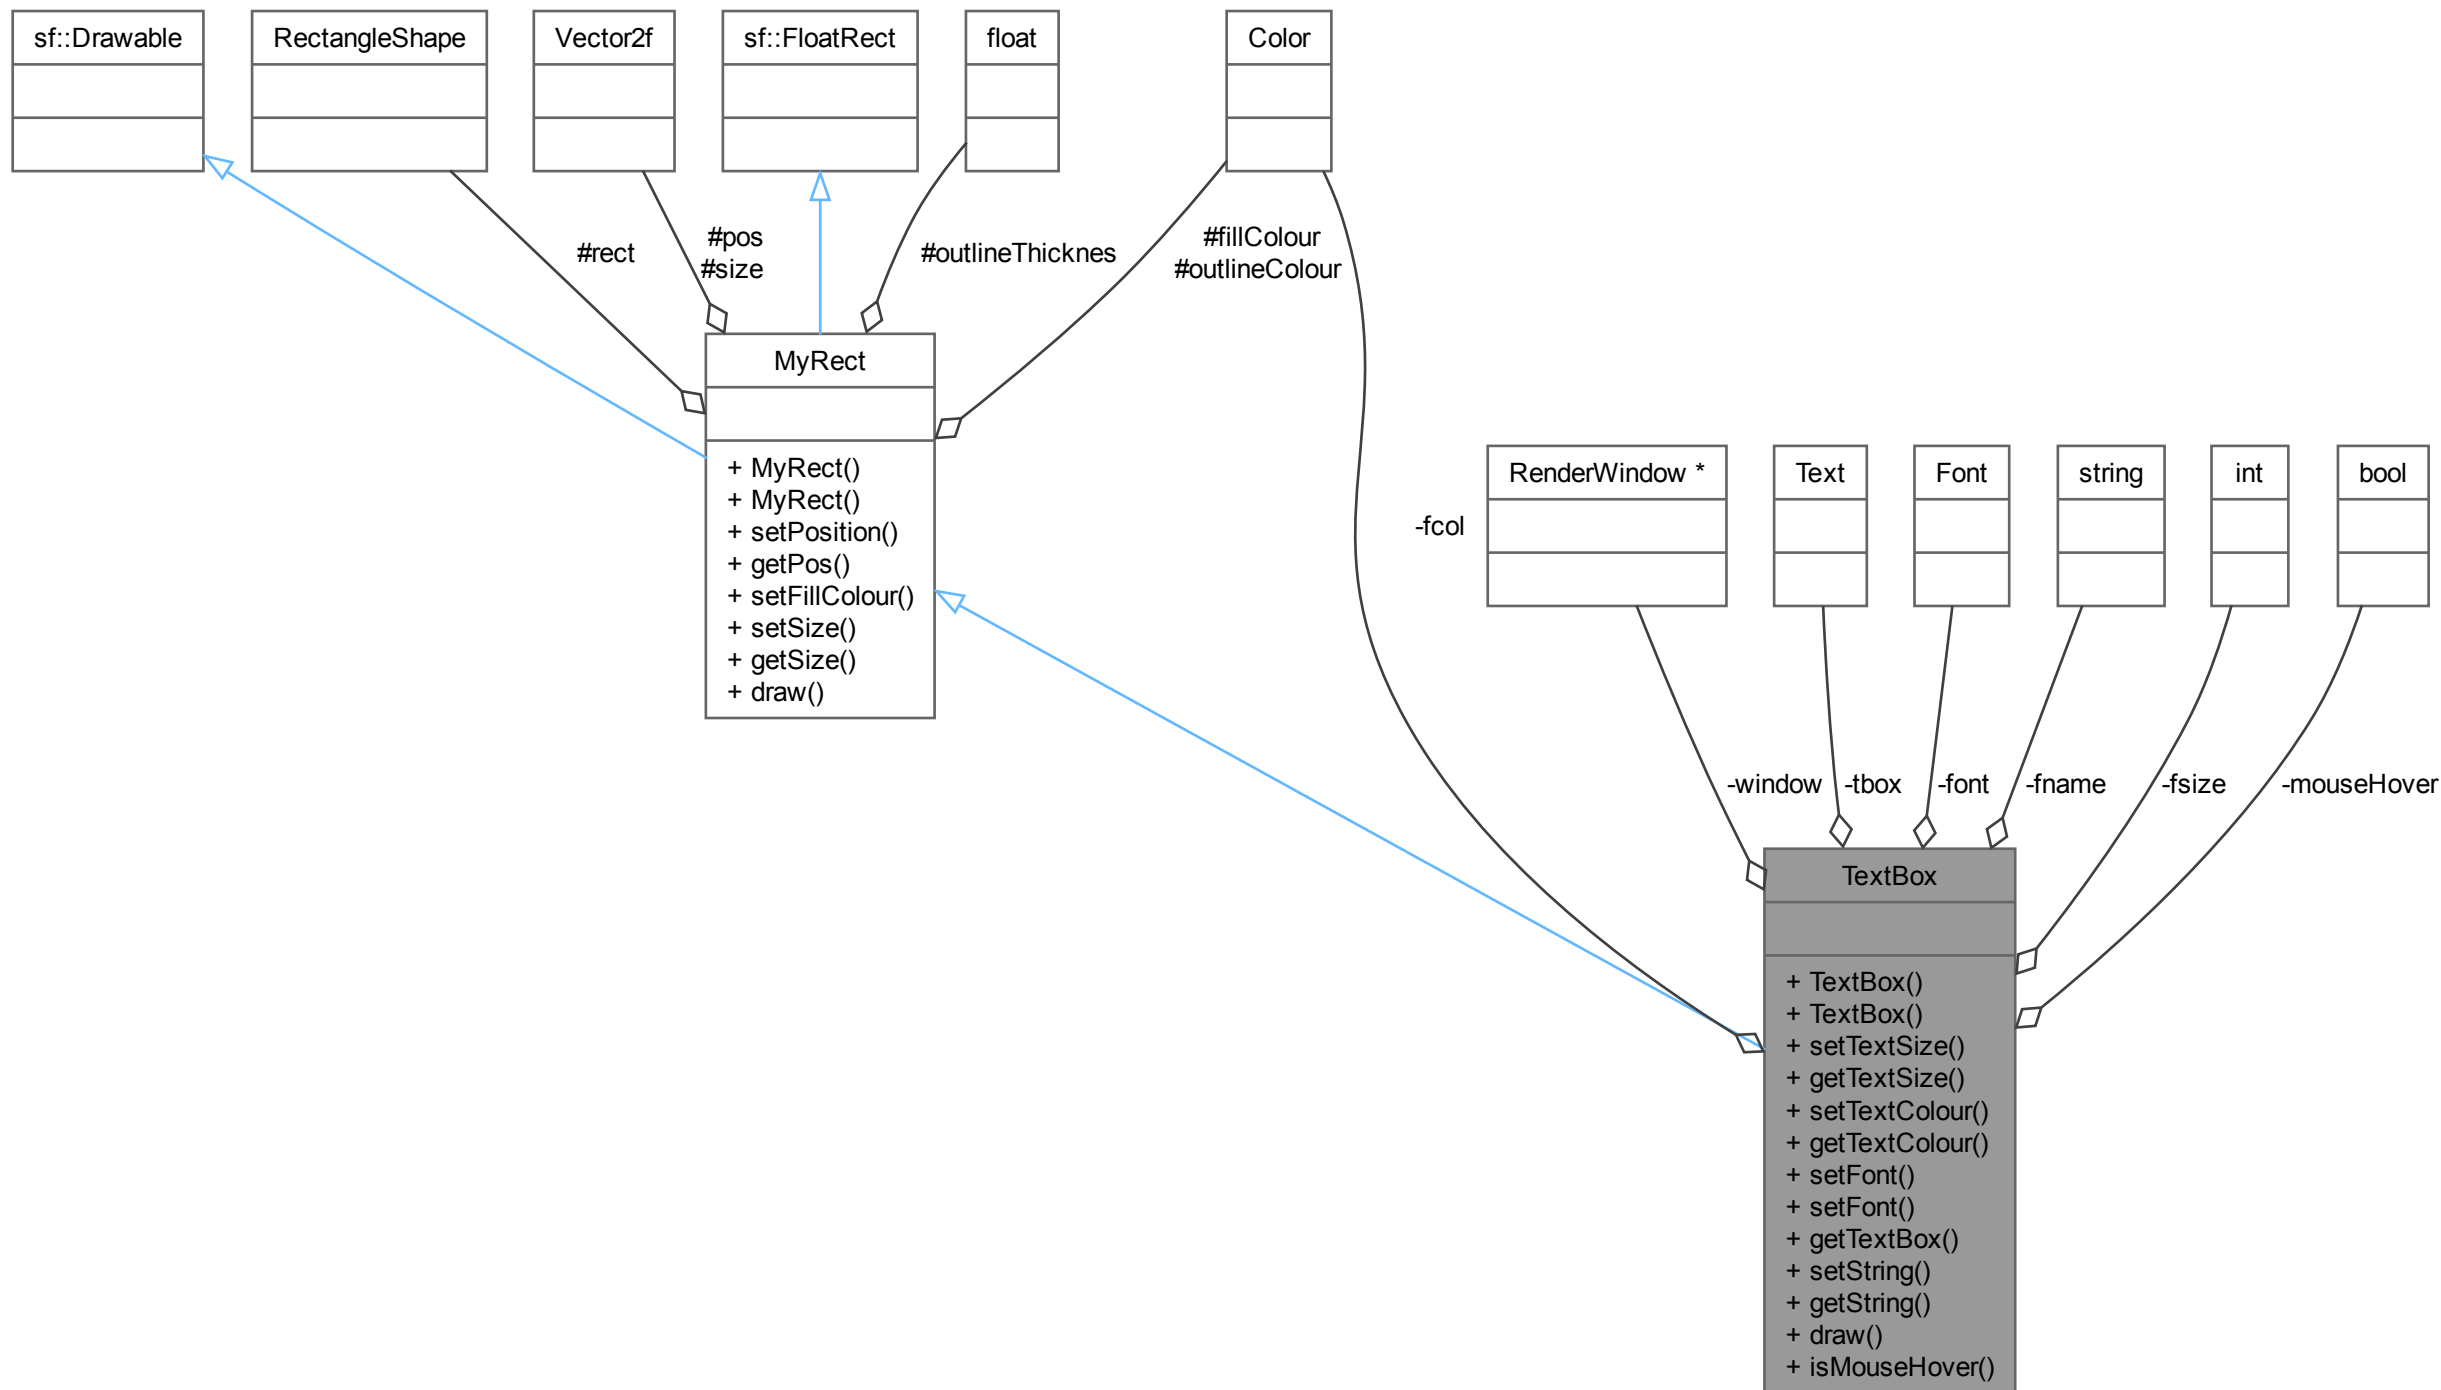 sf::Drawable
RectangleShape
Vector2f
sf::FloatRect
float
Color
#rect
#pos
#size
#outlineThicknes
#fillColour
#outlineColour
MyRect
+ MyRect()
+ MyRect()
+ setPosition()
+ getPos()
+ setFillColour()
+ setSize()
+ getSize()
+ draw()
RenderWindow *
Text
Font
string
int
bool
-fcol
-window
-tbox
-font
-fname
-fsize
-mouseHover
TextBox
+ TextBox()
+ TextBox()
+ setTextSize()
+ getTextSize()
+ setTextColour()
+ getTextColour()
+ setFont()
+ setFont()
+ getTextBox()
+ setString()
+ getString()
+ draw()
+ isMouseHover()